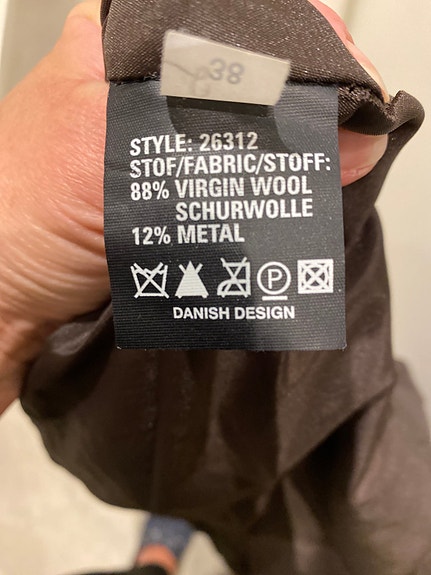 38
STYLE: 26312
STOF/FABRIC/STOFF:
88% VIRGIN WOOL
SCHURWOLLE
12% METAL
P
DANISH DESIGN